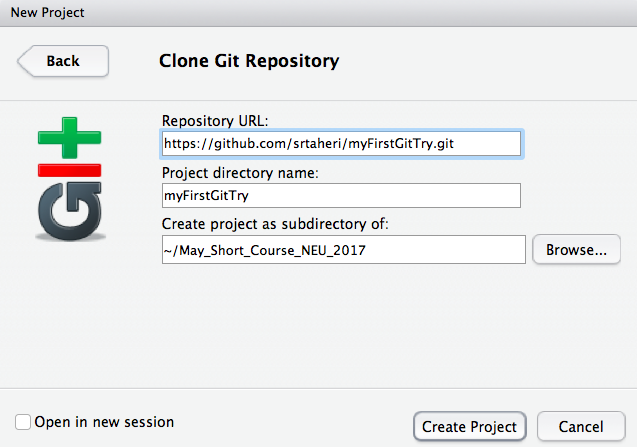 New Project
Back
Clone Git Repository
Repository URL:
https://github.com/srtaheri/myFirstGitTry.git
Project directory name:
myFirstGitTry
Create project as subdirectory of:
~/May_Short_Course_NEU_2017
Browse...
Open in new session
Create Project
Cancel